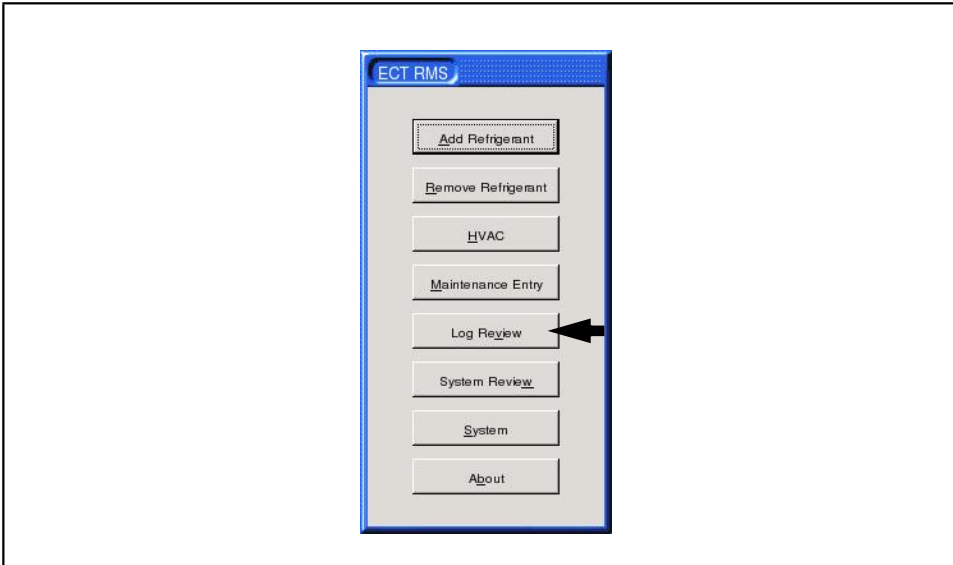 ECT RMS
Add Refrigerant
Remove Refrigerant
HVAC
Maintenance Entry
Log Review
System Review
System
About